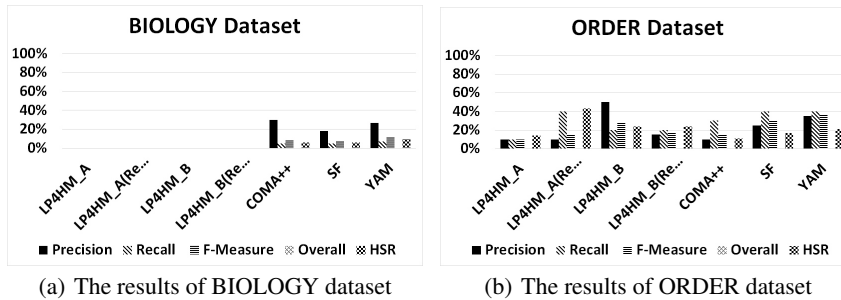 BIOLOGY Dataset
100%
80%
60%
40%
20%
0%
LP4HM_A
LP4HM_A(Re...
LP4HM_B
LP4HM_B(Re...
COMA++
SF
YAM
Precision Recall F-Measure Overall HSR
(a) The results of BIOLOGY dataset
ORDER Dataset
100%
80%
60%
40%
20%
0%
LP4HM_A
LP4HM_A(Re...
LP4HM_B
LP4HM_B(Re...
COMA++
SF
YAM
Precision Recall F-Measure Overall HSR
(b) The results of ORDER dataset